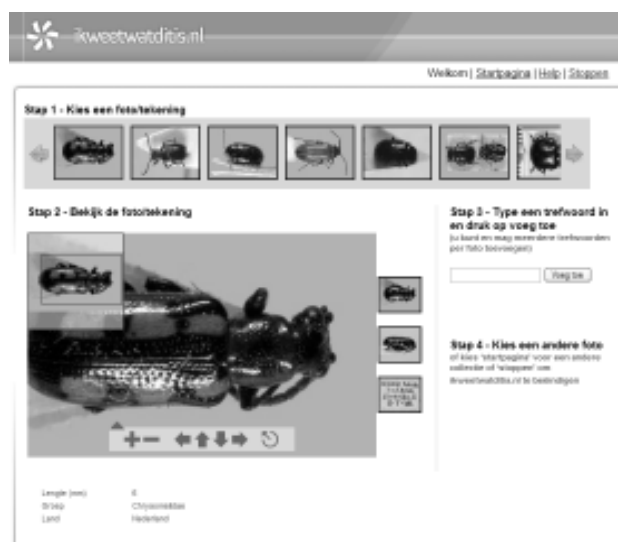 ikweetwatditis.nl
Welkom | Startpagina | Help | Stoppen
Stap 1 - Kies een foto/tekening
Stap 2 - Bekijk de foto/tekening
Stap 3 - Type een trefwoord in
en druk op voeg toe
(u kunt en mag meerdere trefwoorden
per foto toevoegen)
Voeg toe
Stap 4 - Kies een andere foto
of kies 'startpagina' voor een andere
collectie of 'stoppen' om
ikweetwatditis.nl te beëindigen
Lengte (mm) 6
Groep Chrysomelidae
Land Nederland